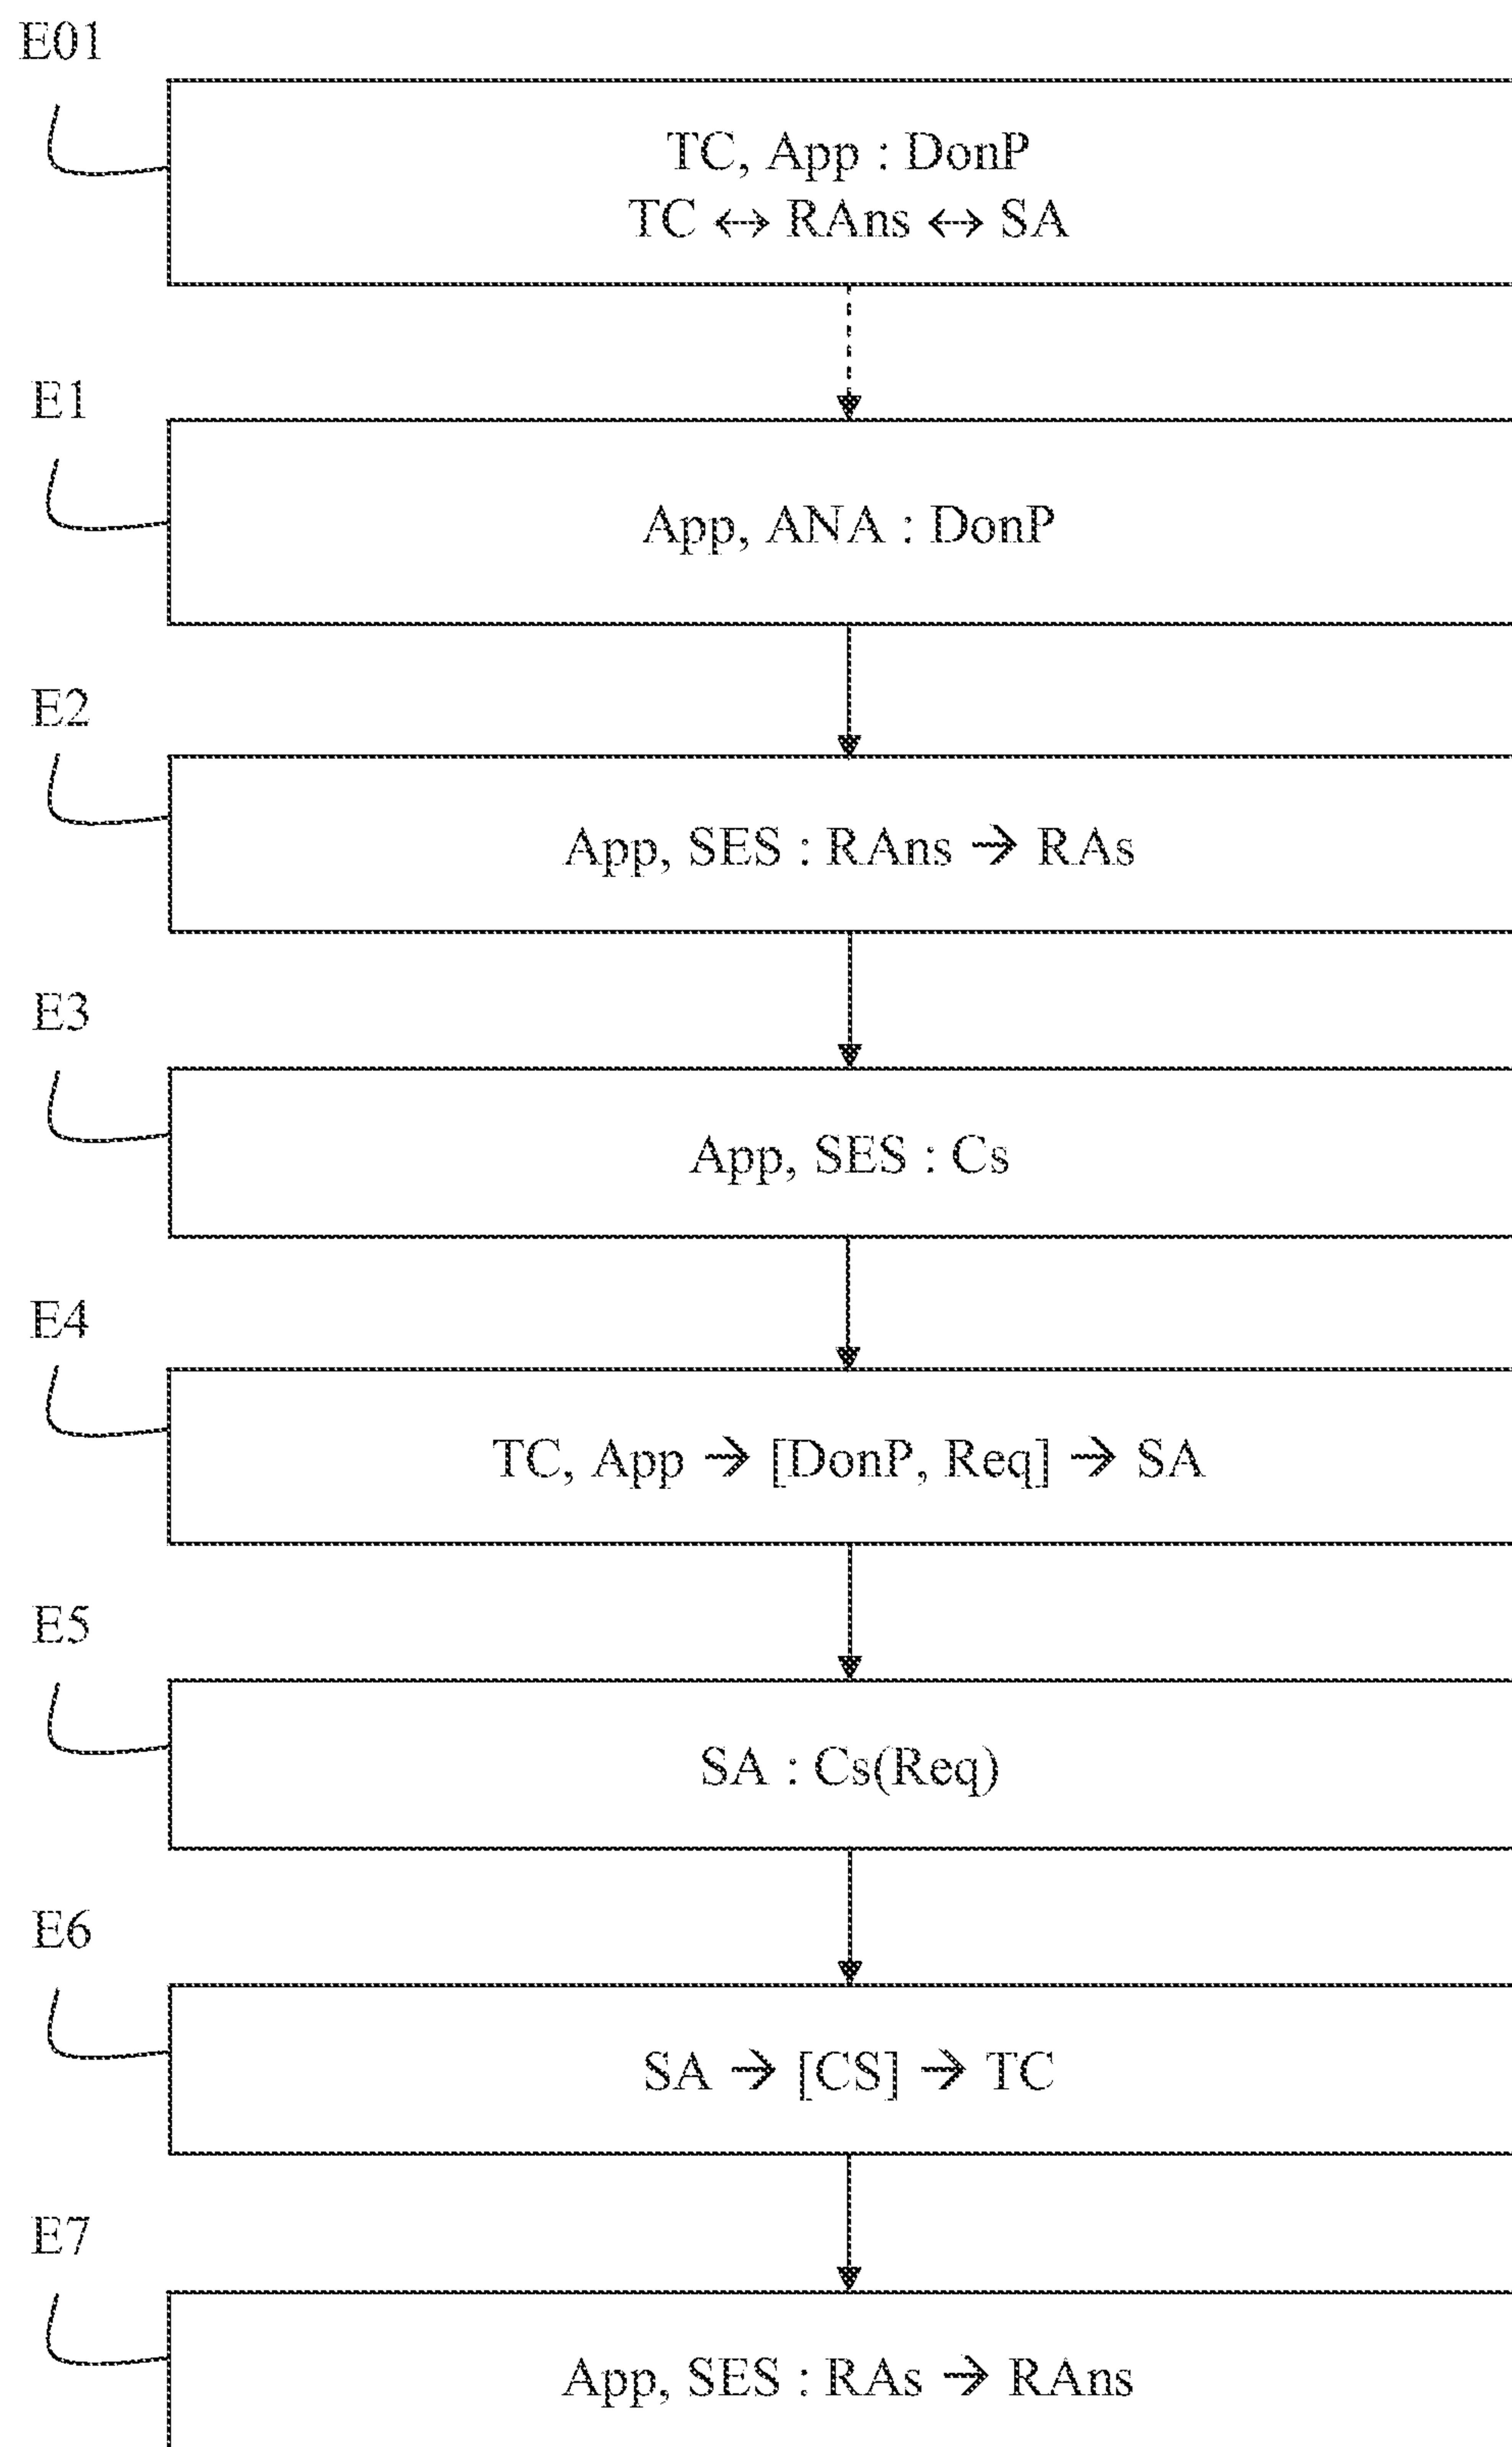 E01
TC, App : DonP
TC ↔ RAns ↔ SA
E1
App, ANA : DonP
E2
App, SES : RAns → RAs
E3
App, SES : Cs
E4
TC, App → [DonP, Req] → SA
E5
SA : Cs(Req)
E6
SA → [CS] → TC
E7
App, SES : RAs → RAns